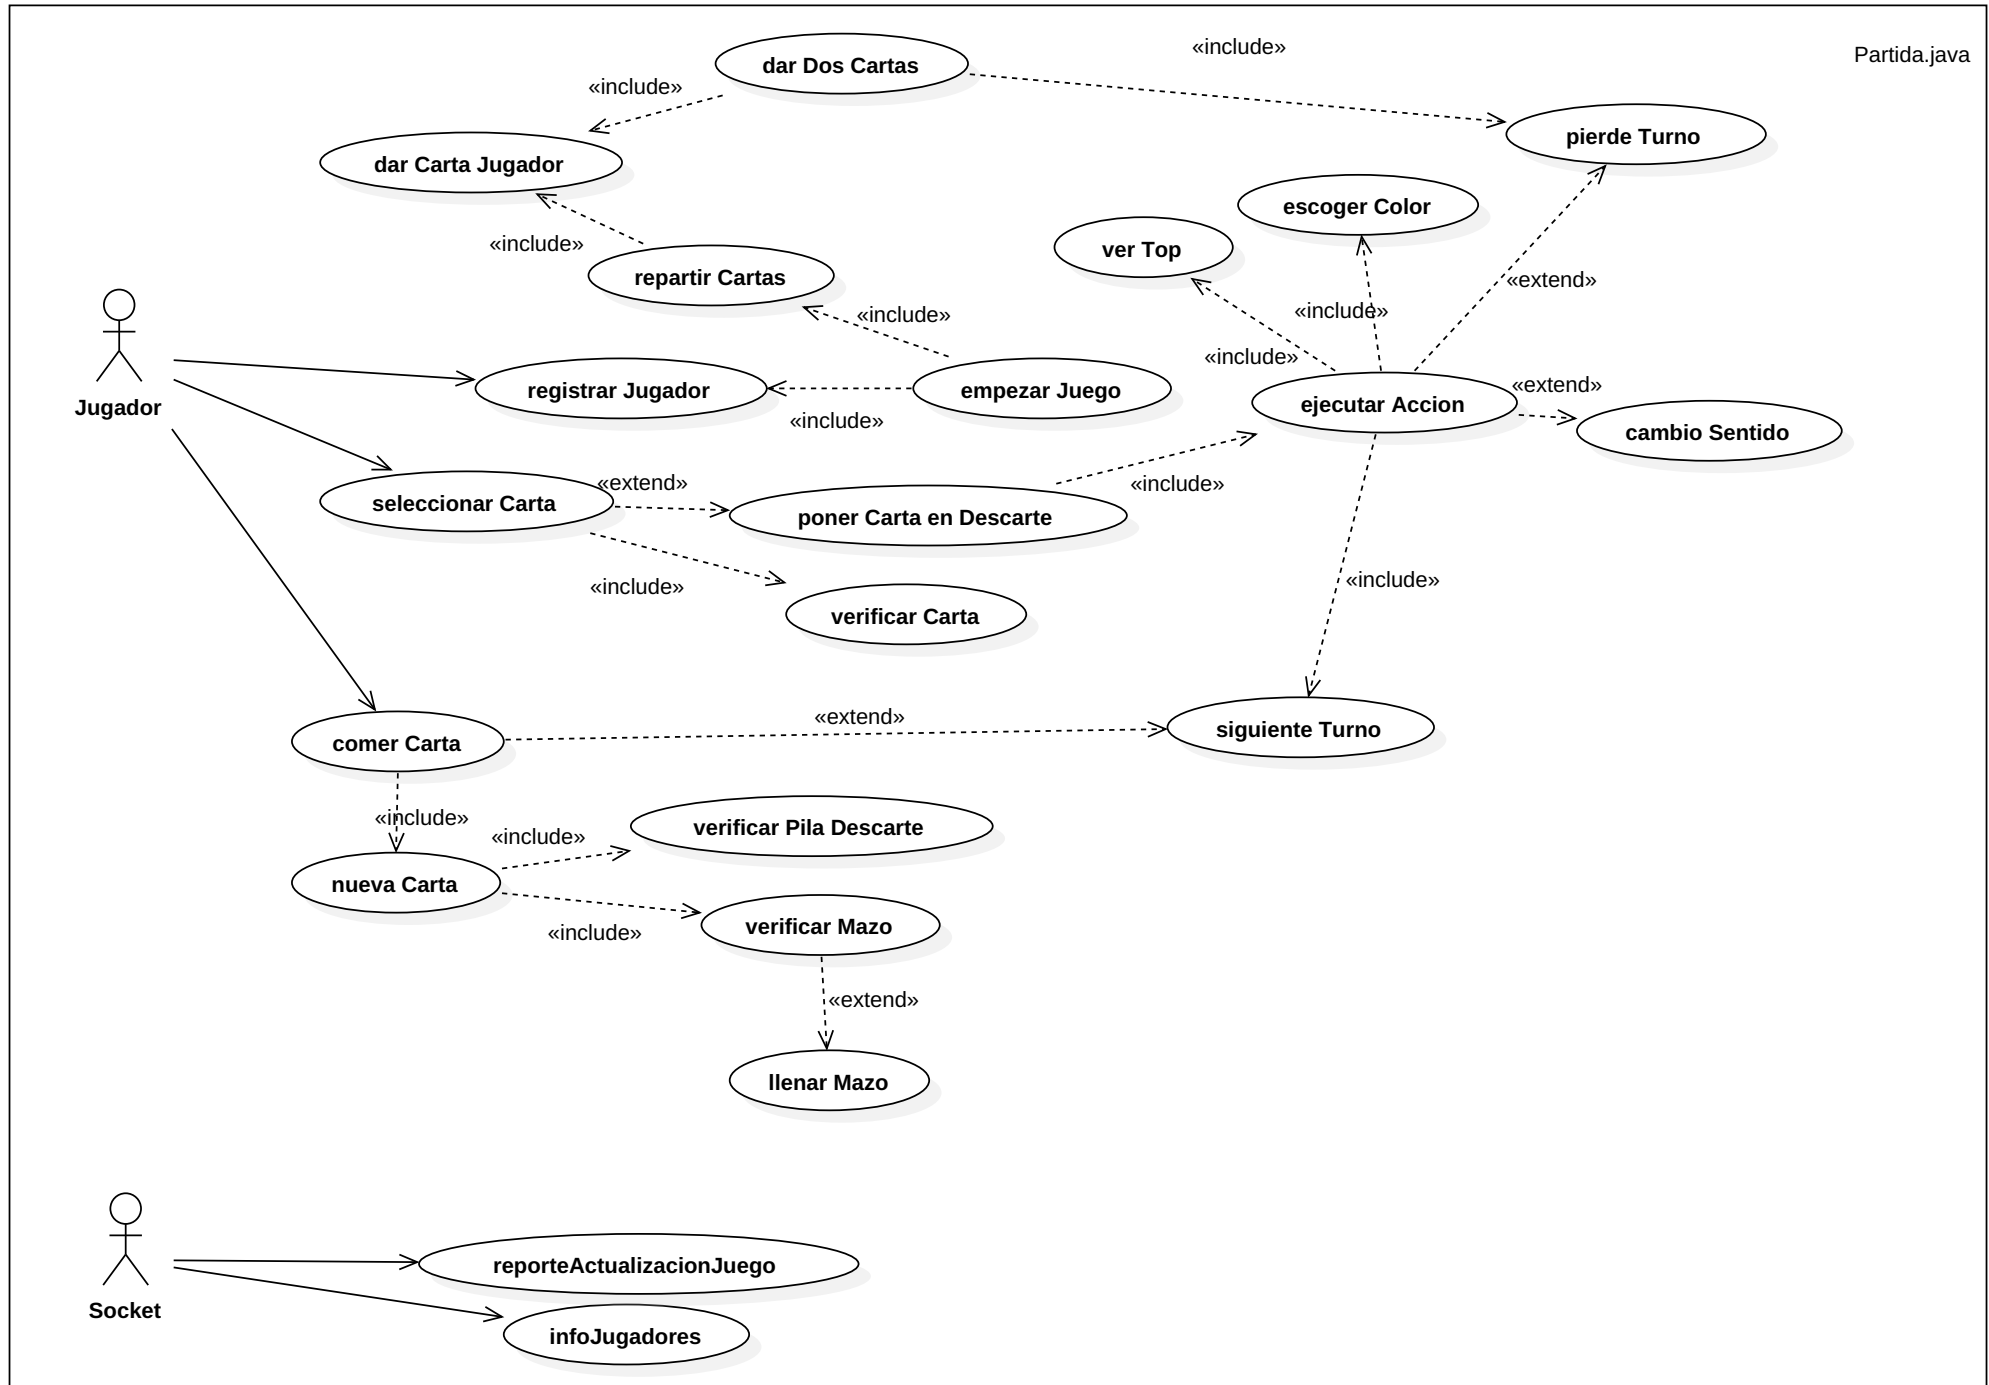 «include»
Partida.java
dar Dos Cartas
«include»
pierde Turno
dar Carta Jugador
escoger Color
«include»
ver Top
repartir Cartas
«extend»
«include»
«include»
«include»
registrar Jugador
empezar Juego
«extend»
ejecutar Accion
Jugador
«include»
cambio Sentido
«extend»
«include»
seleccionar Carta
poner Carta en Descarte
«include»
«include»
verificar Carta
«extend»
siguiente Turno
comer Carta
«include»
«include»
verificar Pila Descarte
nueva Carta
«include»
verificar Mazo
«extend»
llenar Mazo
reporteActualizacionJuego
Socket
infoJugadores